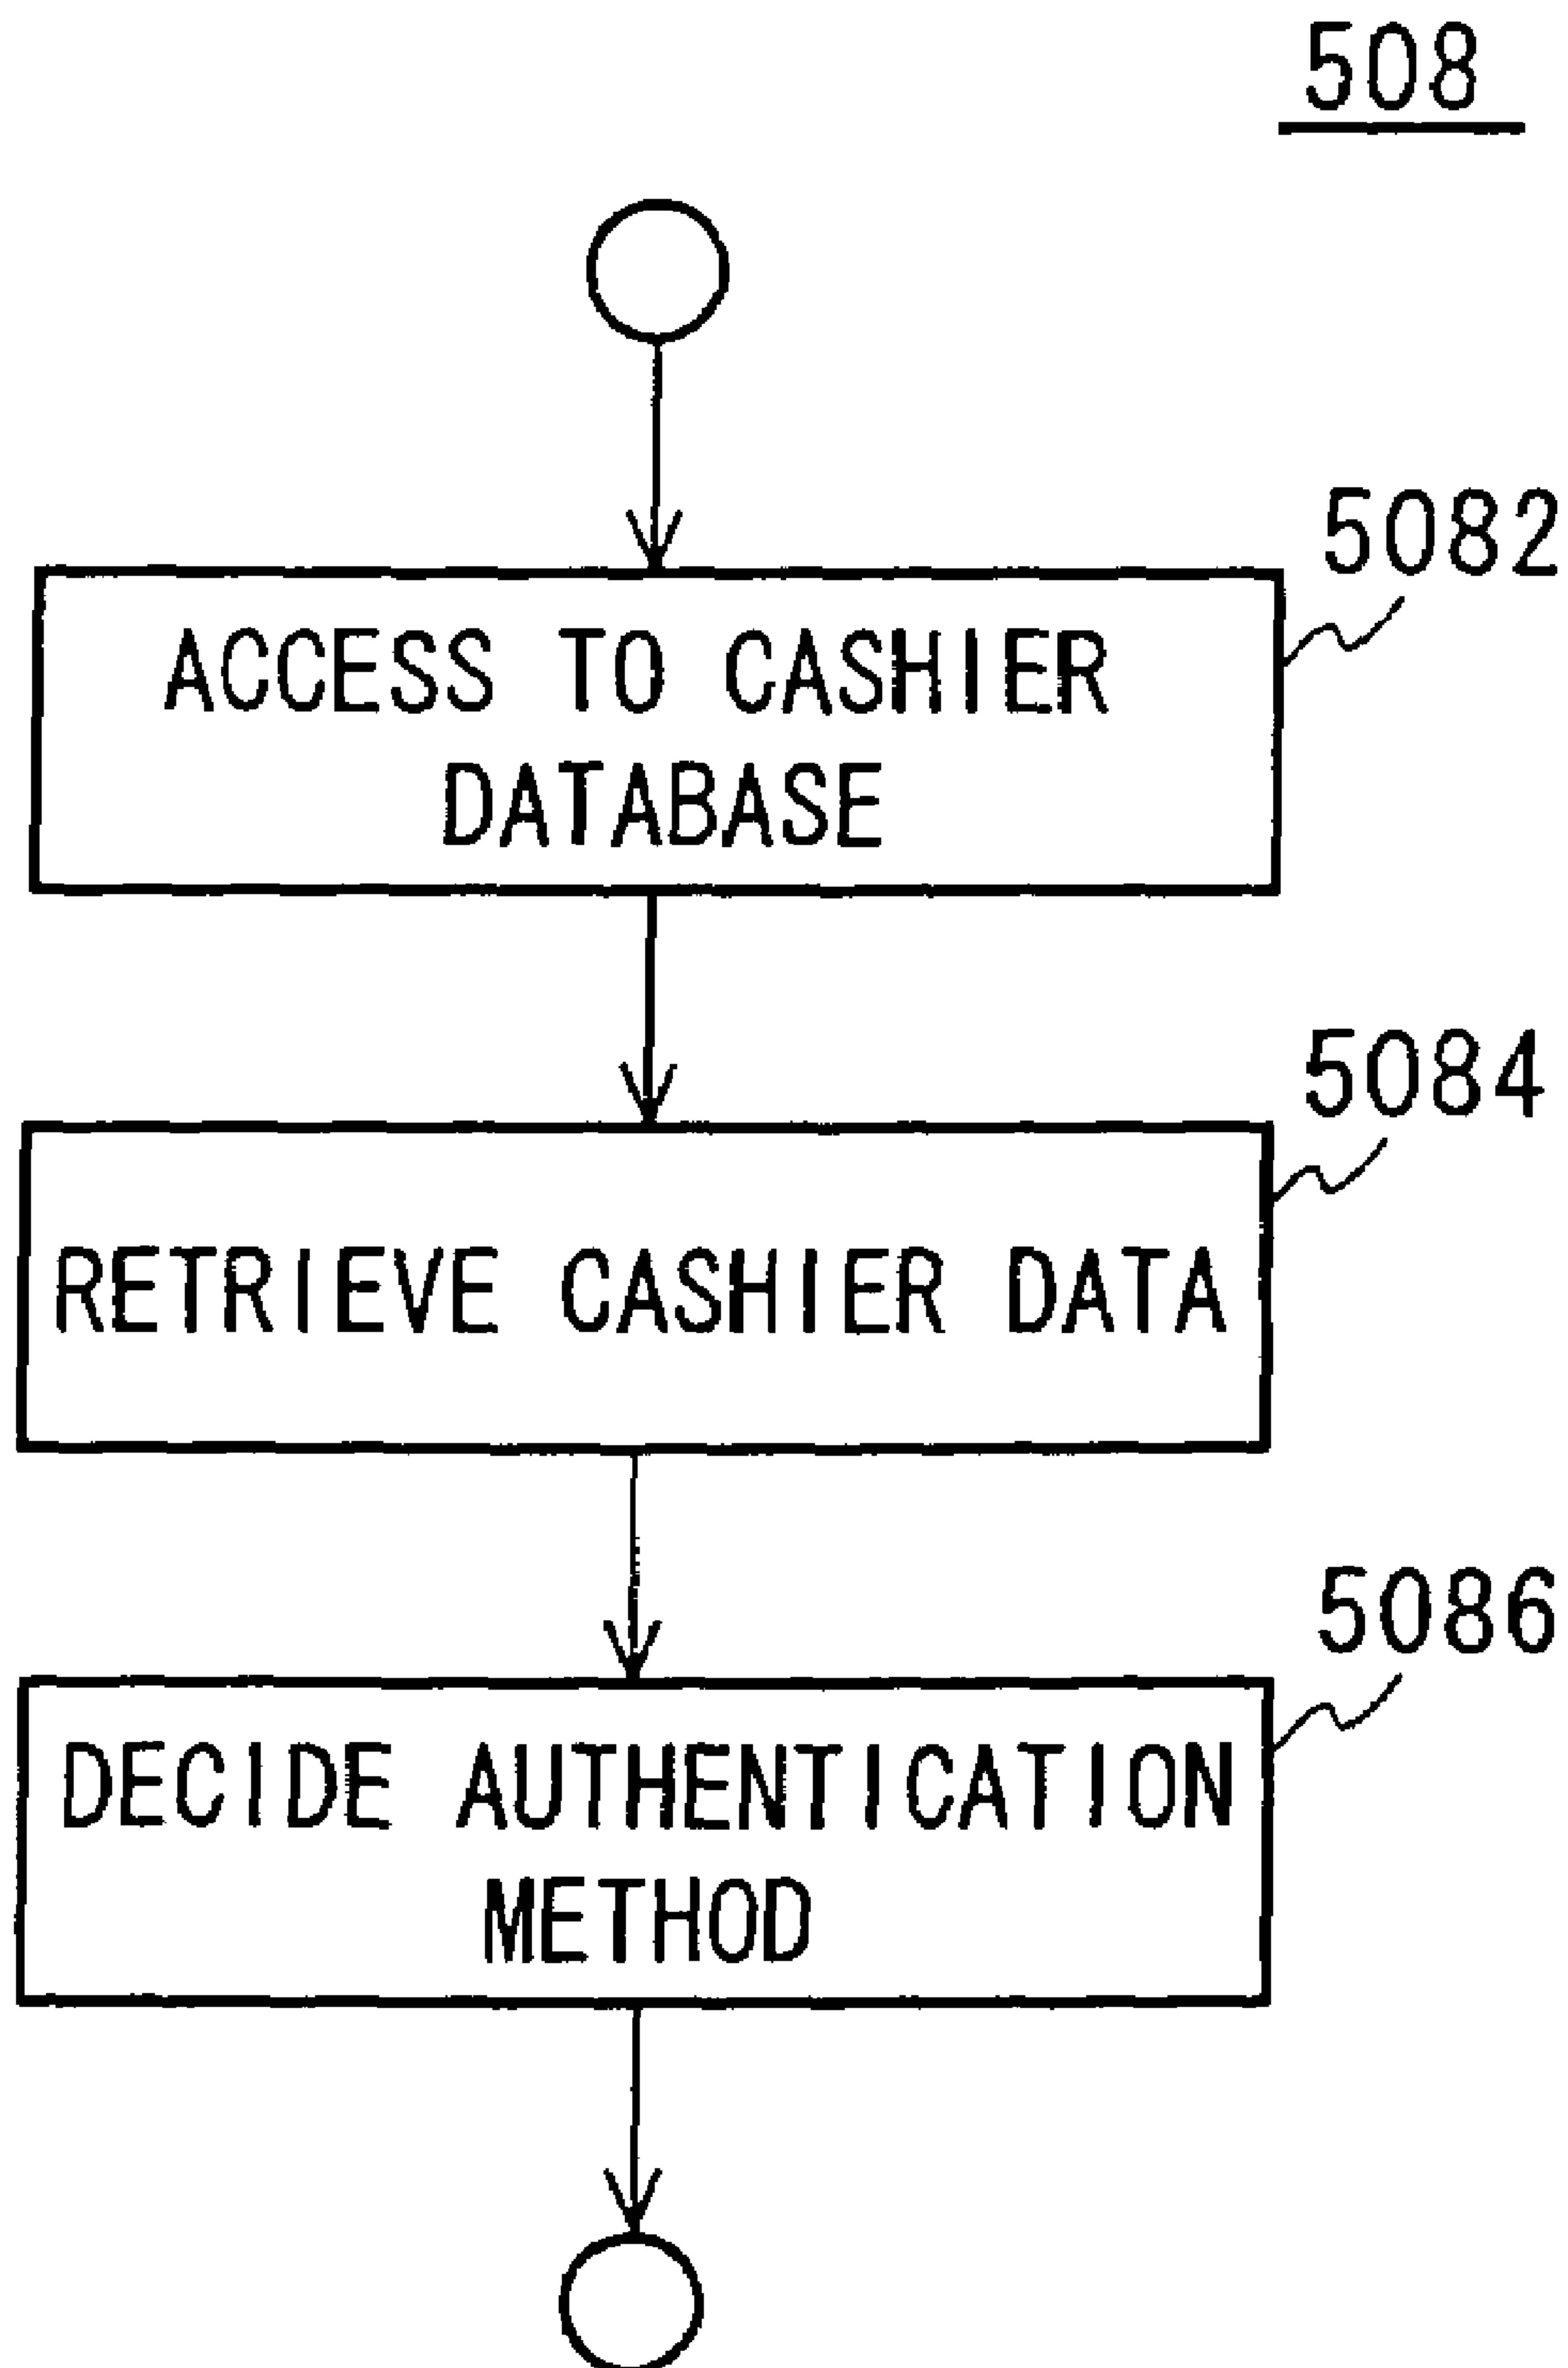 508
5082
ACCESS TO CASHIER
DATABASE
5084
RETRIEVE CASHIER DATA
5086
DECIDE AUTHENTICATION
METHOD